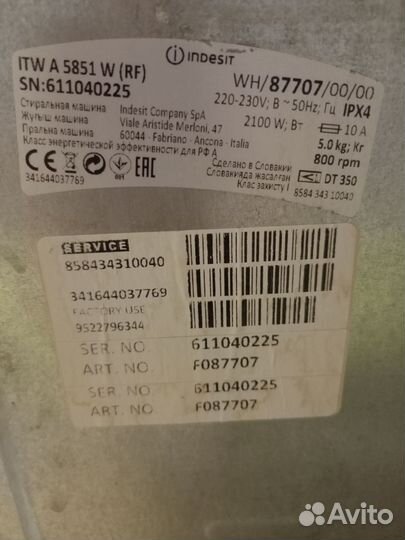 ITW A 5851 W (RF)
SN:611040225
indesit
WH/87707/00/00
220-230V; В ~ 50Hz; Гц IPX4
Стиральная машина
Indesit Company SpA
2100 W; Вт 10 A
Жуғыш машина
Viale Aristide Merloni, 47
5.0 kg; Кг
Пральна машина
60044 - Fabriano - Ancona - Italia
800 rpm
Класс энергетической эффективности для РФ А
Сделано в Словакии
Словакияда жасалған
DT 350
CE EAC
Клас захисту I
341644037769
8584 343 10040
SERVICE
858434310040
341644037769
FACTORY USE
9522796344
SER. NO. 611040225
ART. NO. F087707
SER. NO. 611040225
ART. NO. F087707
Avito